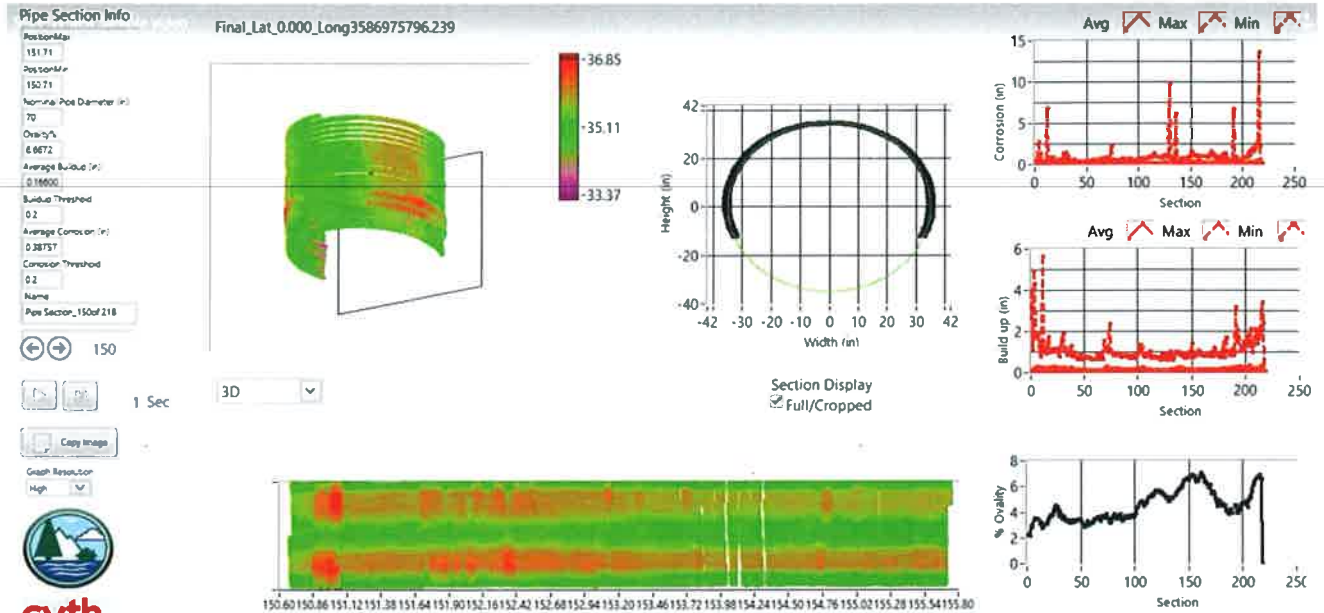 Pipe Section Info
PositionMax
151.71
PositionMin
150.71
Nominal Pipe Diameter (in)
70
Ovality%
6.6672
Average Buildup (in)
0.16600
Buildup Threshold
0.2
Average Corrosion (in)
0.38757
Corrosion Threshold
0.2
Name
Pipe Section_150of 218
150
1 Sec
Copy Image
Graph Resolution
High
cyth
Final_Lat_0.000_Long3586975796.239
-36.85
-35.11
-33.37
3D
42
20
0
-20
-40
-42 -30 -20 -10 0 10 20 30 42
Height (in)
Width (in)
Section Display
Full/Cropped
150.60 150.86 151.12 151.38 151.64 151.90 152.16 152.42 152.68 152.94 153.20 153.46 153.72 153.98 154.24 154.50 154.76 155.02 155.28 155.54 155.80
Avg Max Min
15
10
5
0
0 50 100 150 200 250
Corrosion (in)
Section
Avg Max Min
6
4
2
0
0 50 100 150 200 250
Build up (in)
Section
8
6
4
2
0
0 50 100 150 200 25
% Ovality
Section